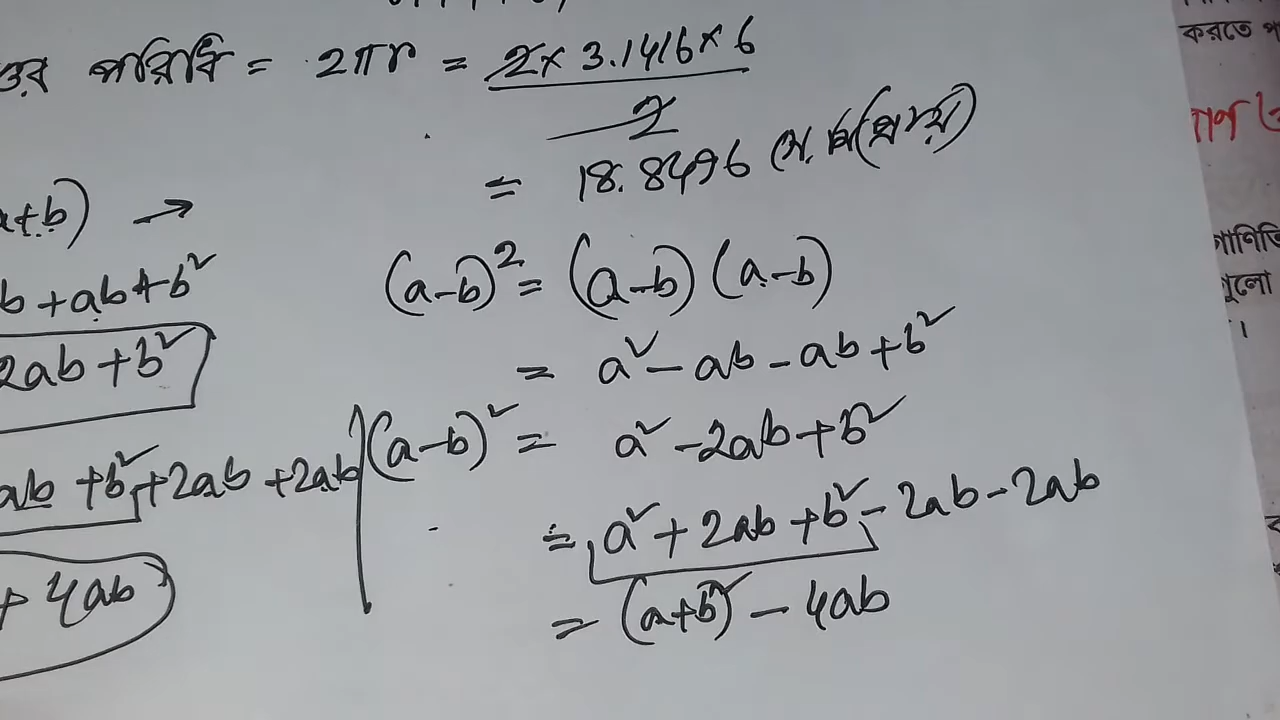 ওর পরিধি = 2πr = 2 × 3.1416 × 6
2
= 18.8496 সে. মি (প্রায়)
a+b) →
b + ab + b²
2ab + b²
ab + b² + 2ab + 2ab
+ 4ab
(a-b)² = (a-b) (a-b)
= a² - ab - ab + b²
(a-b)² = a² - 2ab + b²
= a² + 2ab + b² - 2ab - 2ab
= (a+b)² - 4ab
করতে